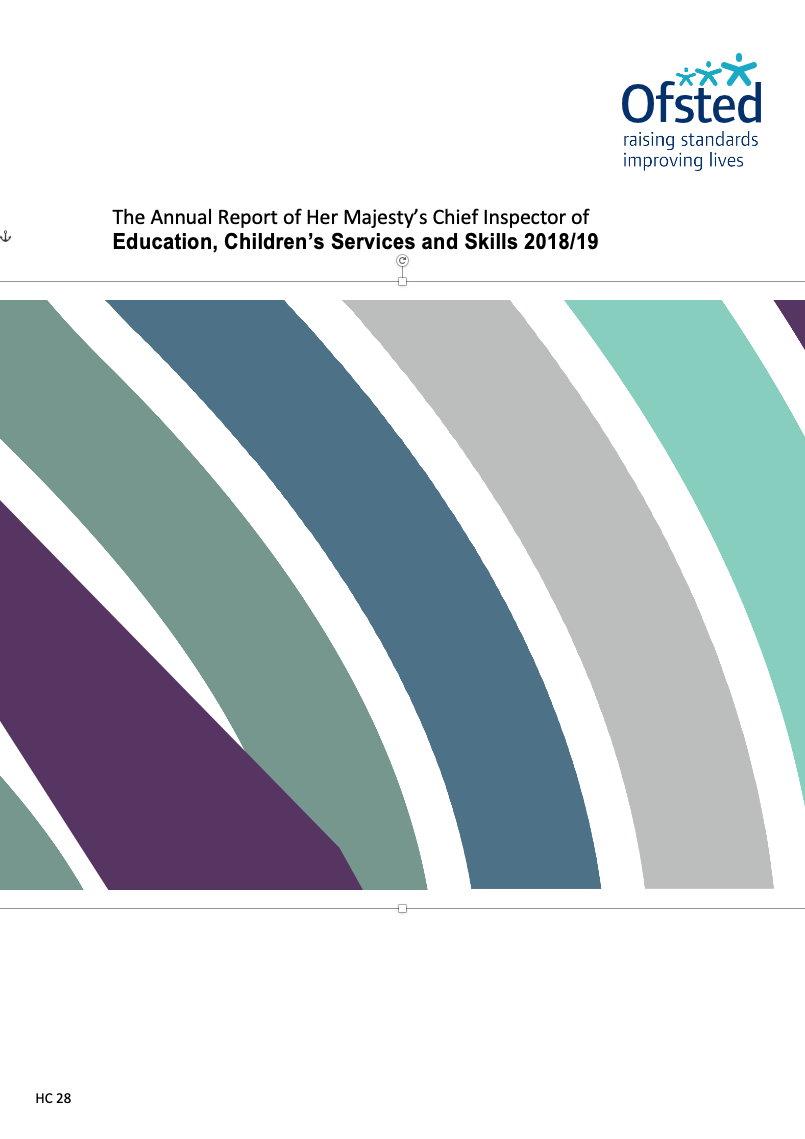 Ofsted
raising standards
improving lives
The Annual Report of Her Majesty’s Chief Inspector of
Education, Children’s Services and Skills 2018/19
HC 28